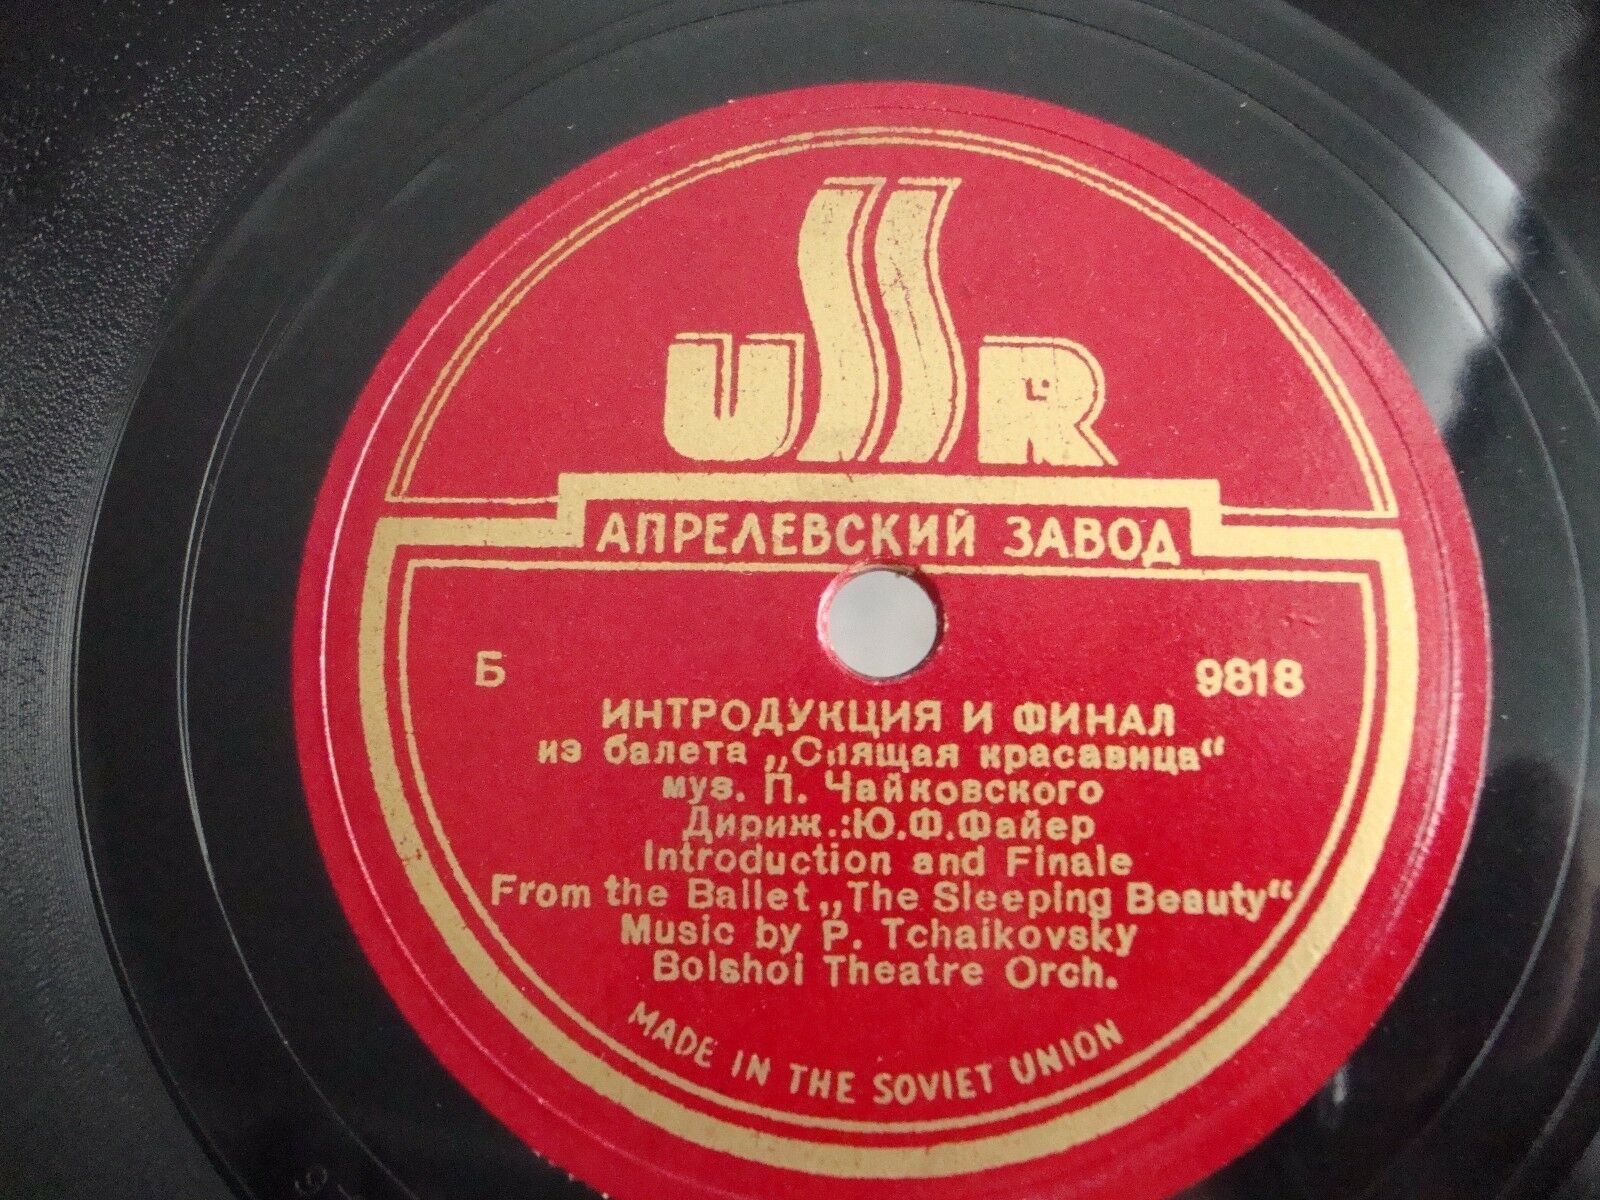 USSR
АПРЕЛЕВСКИЙ ЗАВОД
Б 9818
ИНТРОДУКЦИЯ И ФИНАЛ
из балета „Спящая красавица“
муз. П. Чайковского
Дириж.:Ю.Ф.Файер
Introduction and Finale
From the Ballet „The Sleeping Beauty“
Music by P. Tchaikovsky
Bolshoi Theatre Orch.
MADE IN THE SOVIET UNION